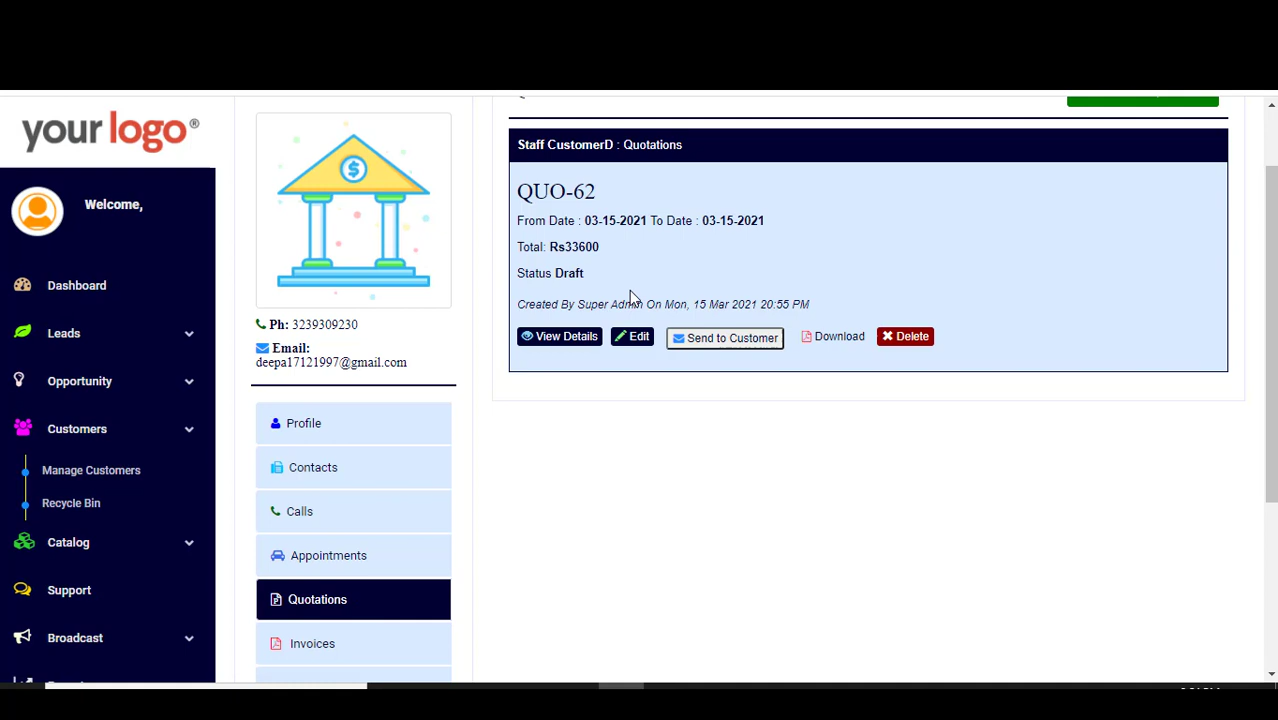 your logo®
Welcome,
Dashboard
Leads
Opportunity
Customers
Manage Customers
Recycle Bin
Catalog
Support
Broadcast
$
Ph: 3239309230
Email:
deepa17121997@gmail.com
Profile
Contacts
Calls
Appointments
Quotations
Invoices
Staff CustomerD : Quotations
QUO-62
From Date : 03-15-2021 To Date : 03-15-2021
Total: Rs33600
Status Draft
Created By Super Admin On Mon, 15 Mar 2021 20:55 PM
View Details Edit Send to Customer Download Delete